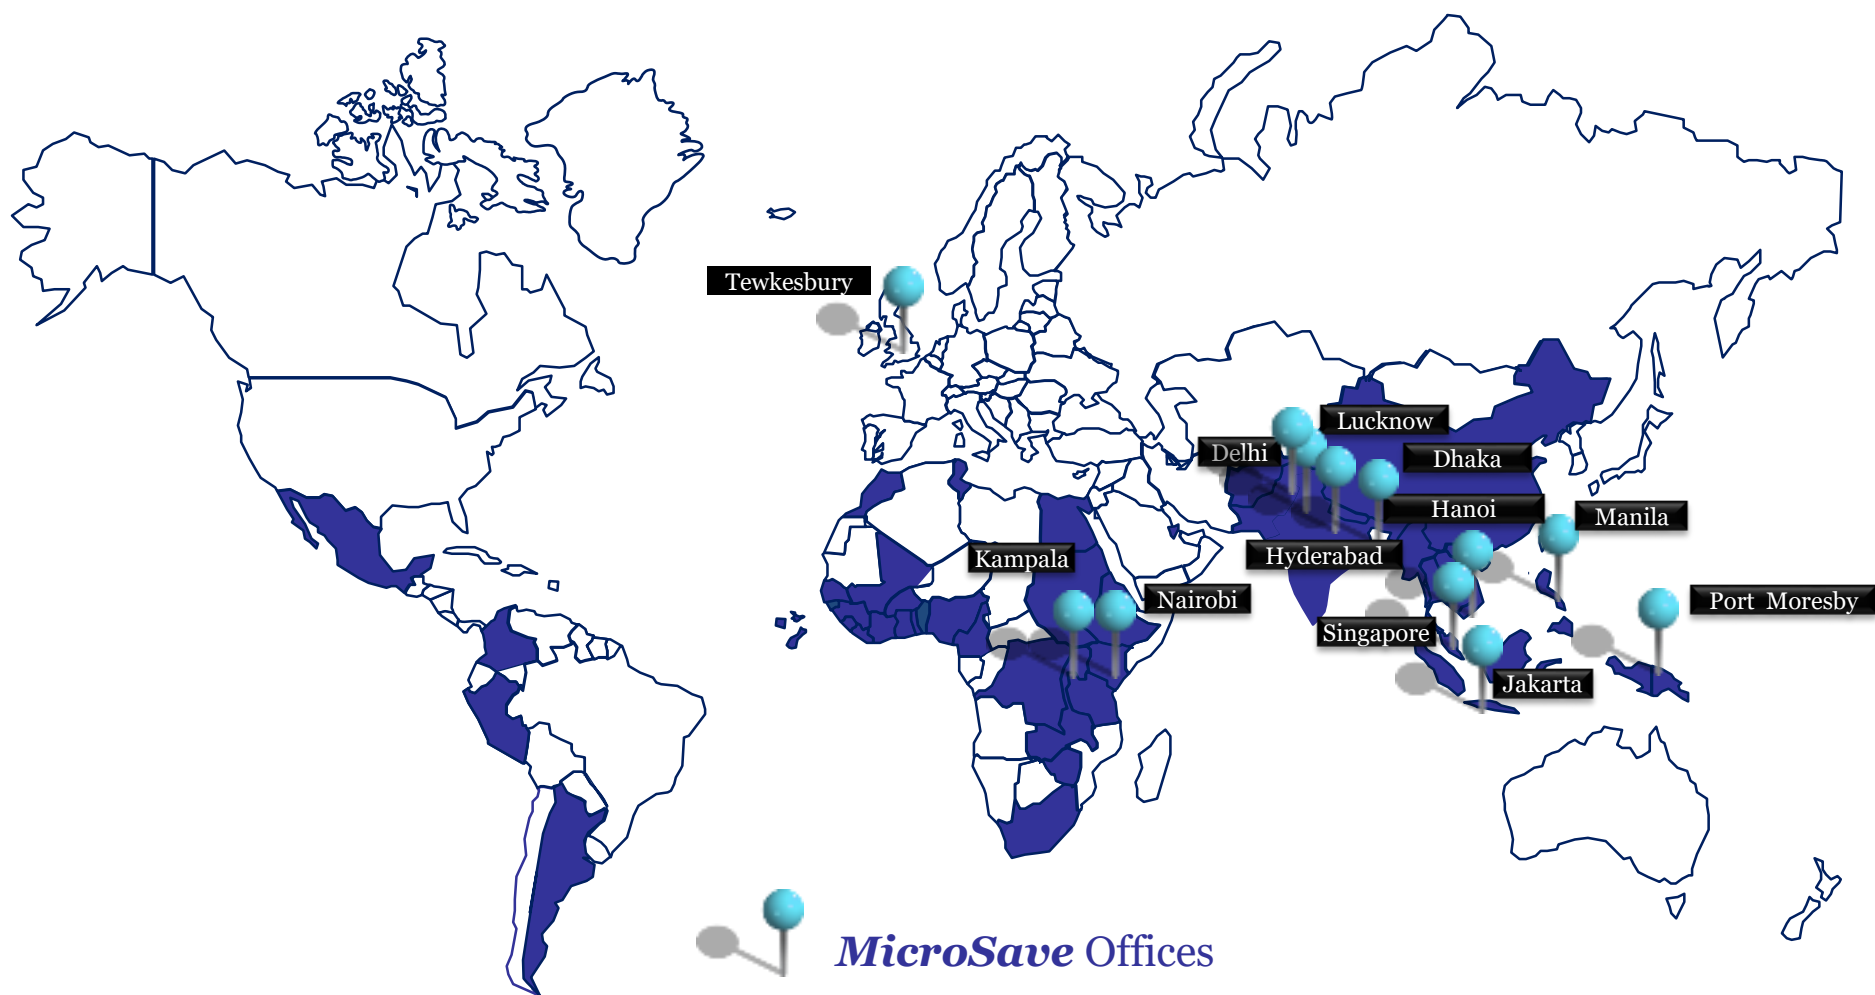 Tewkesbury
Lucknow
Delhi
Dhaka
Hanoi
Manila
Hyderabad
Kampala
Nairobi
Port Moresby
Singapore
Jakarta
MicroSave Offices